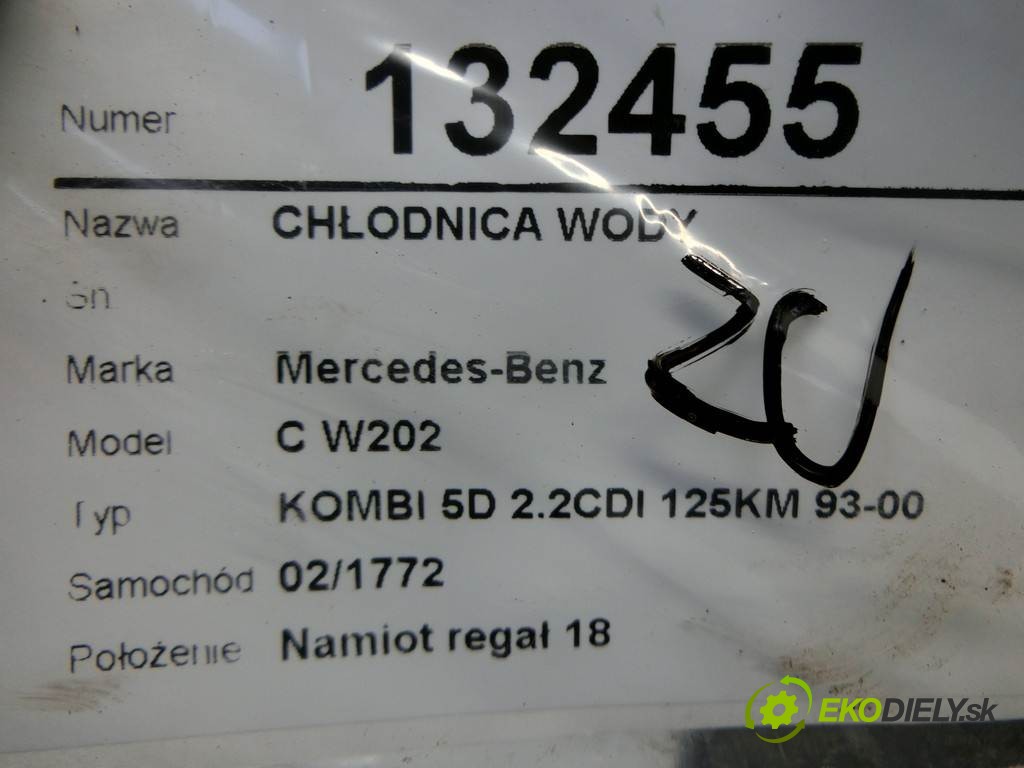 Numer 132455
Nazwa CHŁODNICA WODY
Sn
Marka Mercedes-Benz
Model C W202
Typ KOMBI 5D 2.2CDI 125KM 93-00
Samochód 02/1772
Położenie Namiot regał 18
EKODIELY.sk